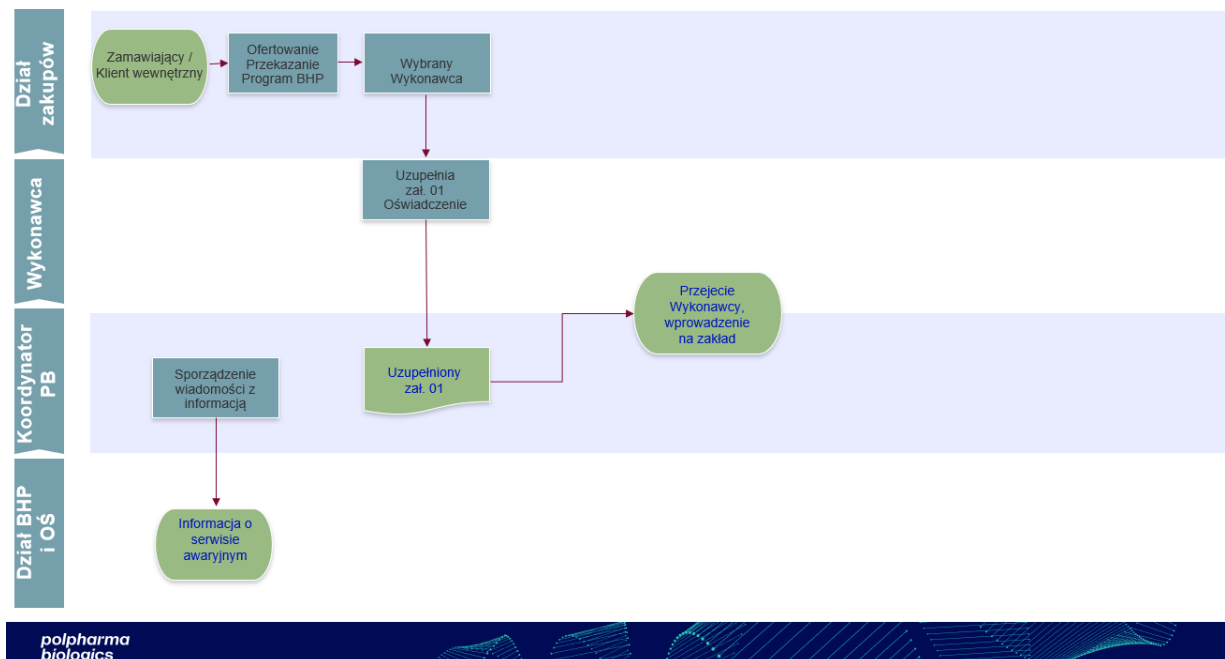 Dział
zakupów
Zamawiający /
Klient wewnętrzny
Ofertowanie
Przekazanie
Program BHP
Wybrany
Wykonawca
Wykonawca
Uzupełnia
zał. 01
Oświadczenie
Przejecie
Wykonawcy,
wprowadzenie
na zakład
Koordynator
PB
Sporządzenie
wiadomości z
informacją
Uzupełniony
zał. 01
Dział BHP
i OŚ
Informacja o
serwisie
awaryjnym
polpharma
biologics